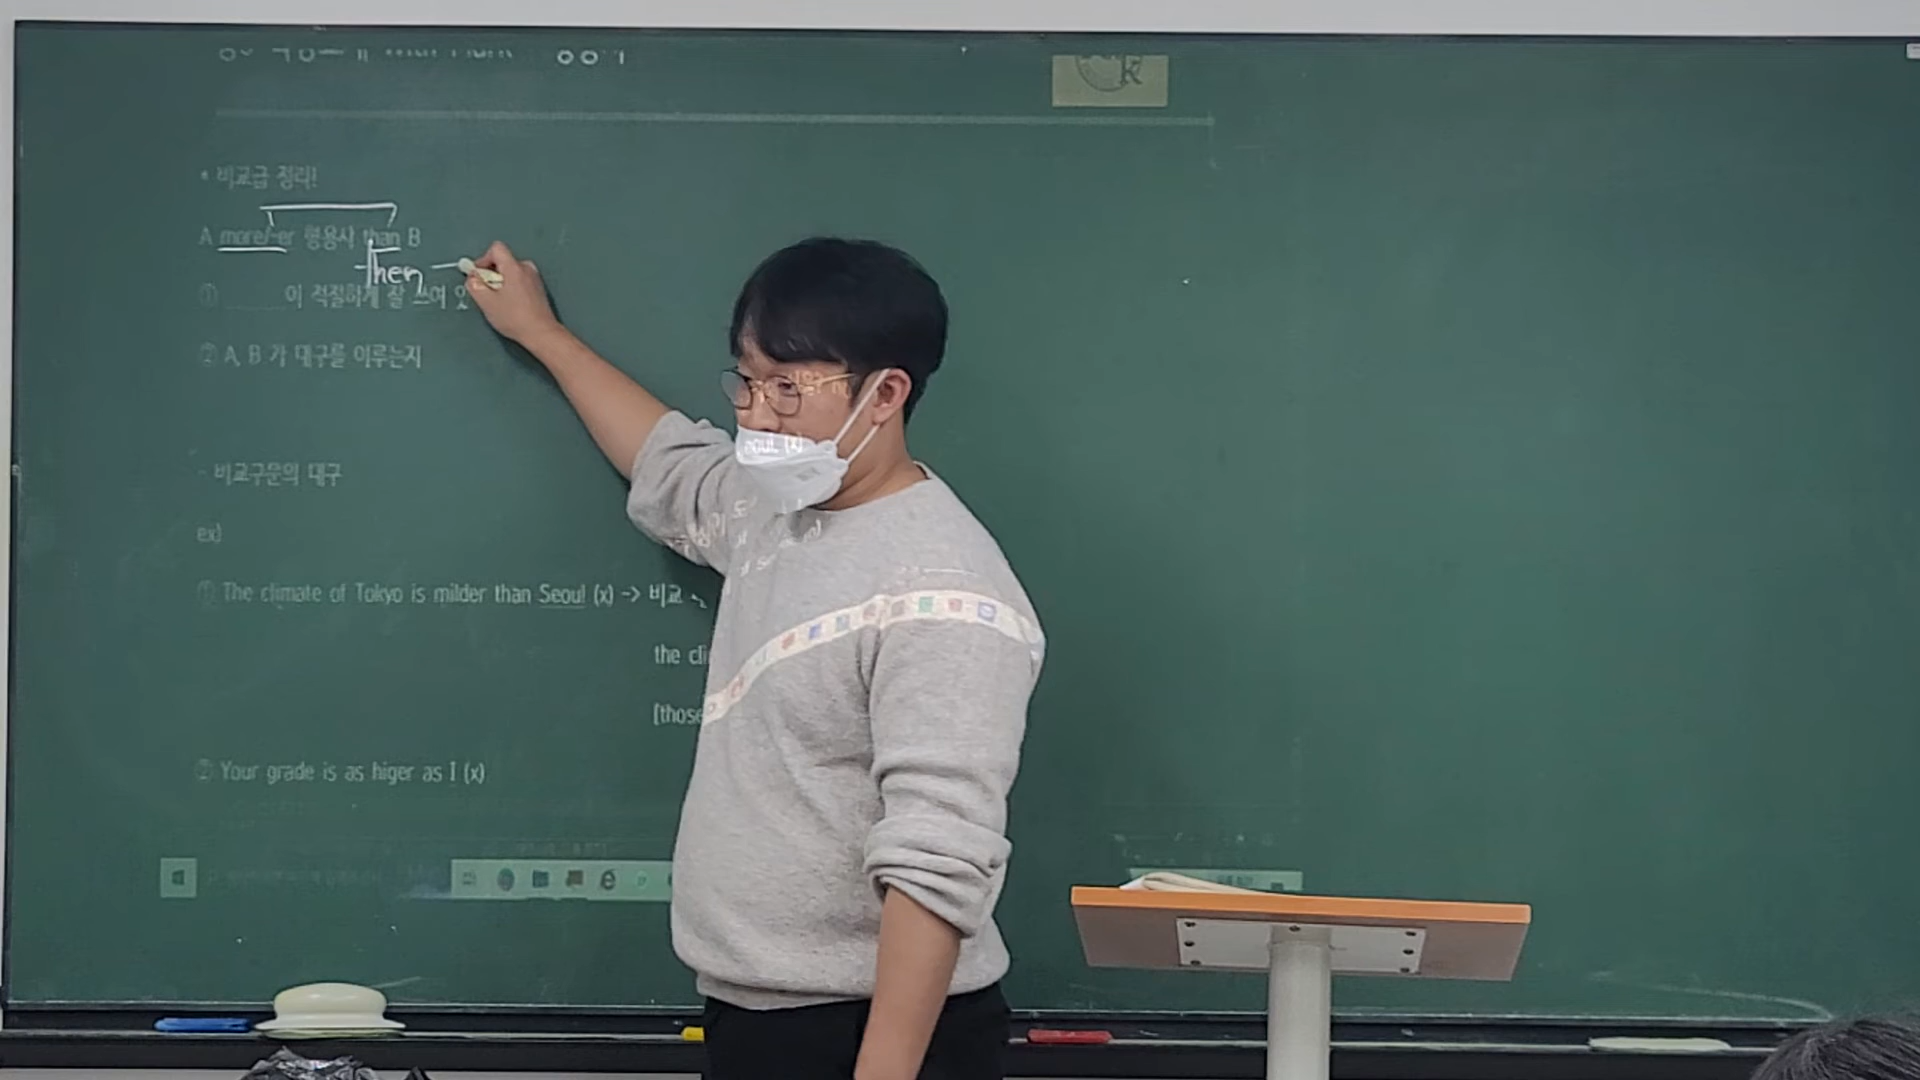 * 비교급 정리!
A more/-er 형용사 than B
then
① 이 적절하게 잘 쓰여 있
② A, B 가 대구를 이루는지
- 비교구문의 대구
ex)
① The climate of Tokyo is milder than Seoul (x) -> 비교
the cli
(those
② Your grade is as higer as I (x)